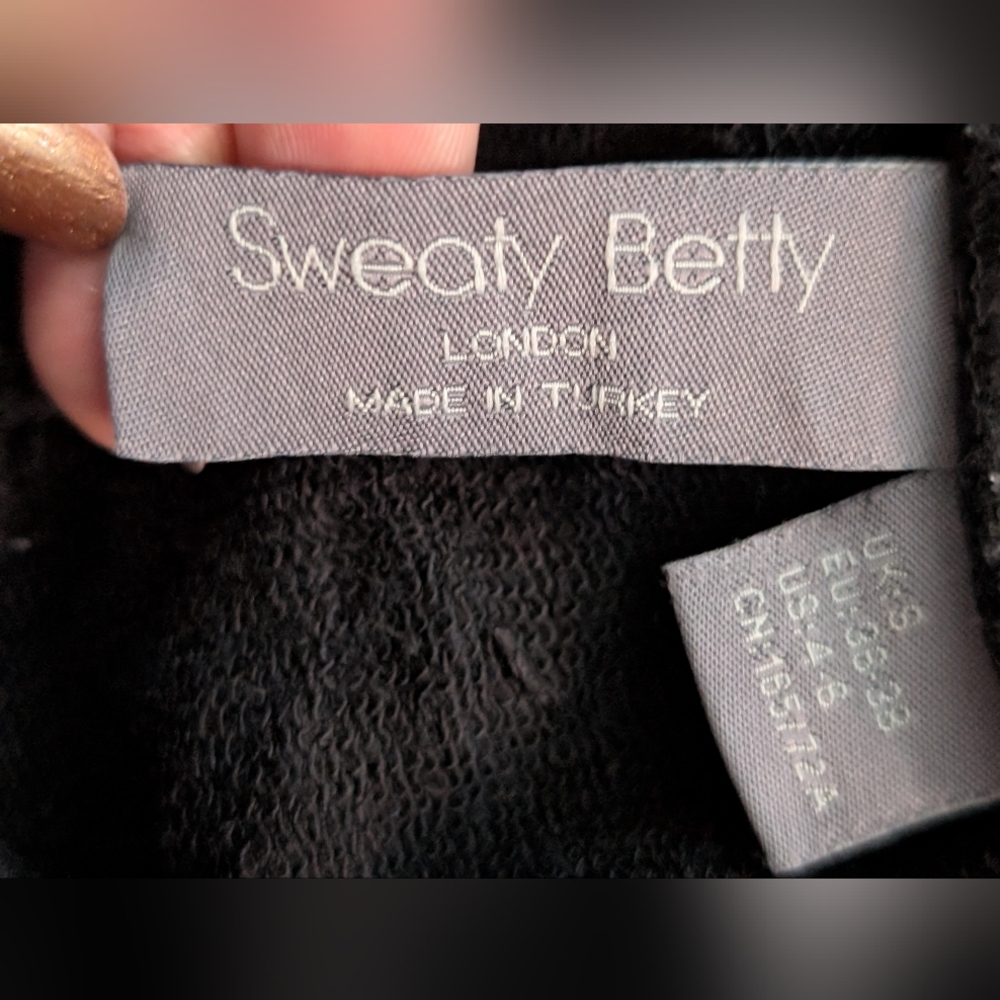 Sweaty Betty
LONDON
MADE IN TURKEY
UK:8
EU:36-38
US:4-6
CN:165/72A